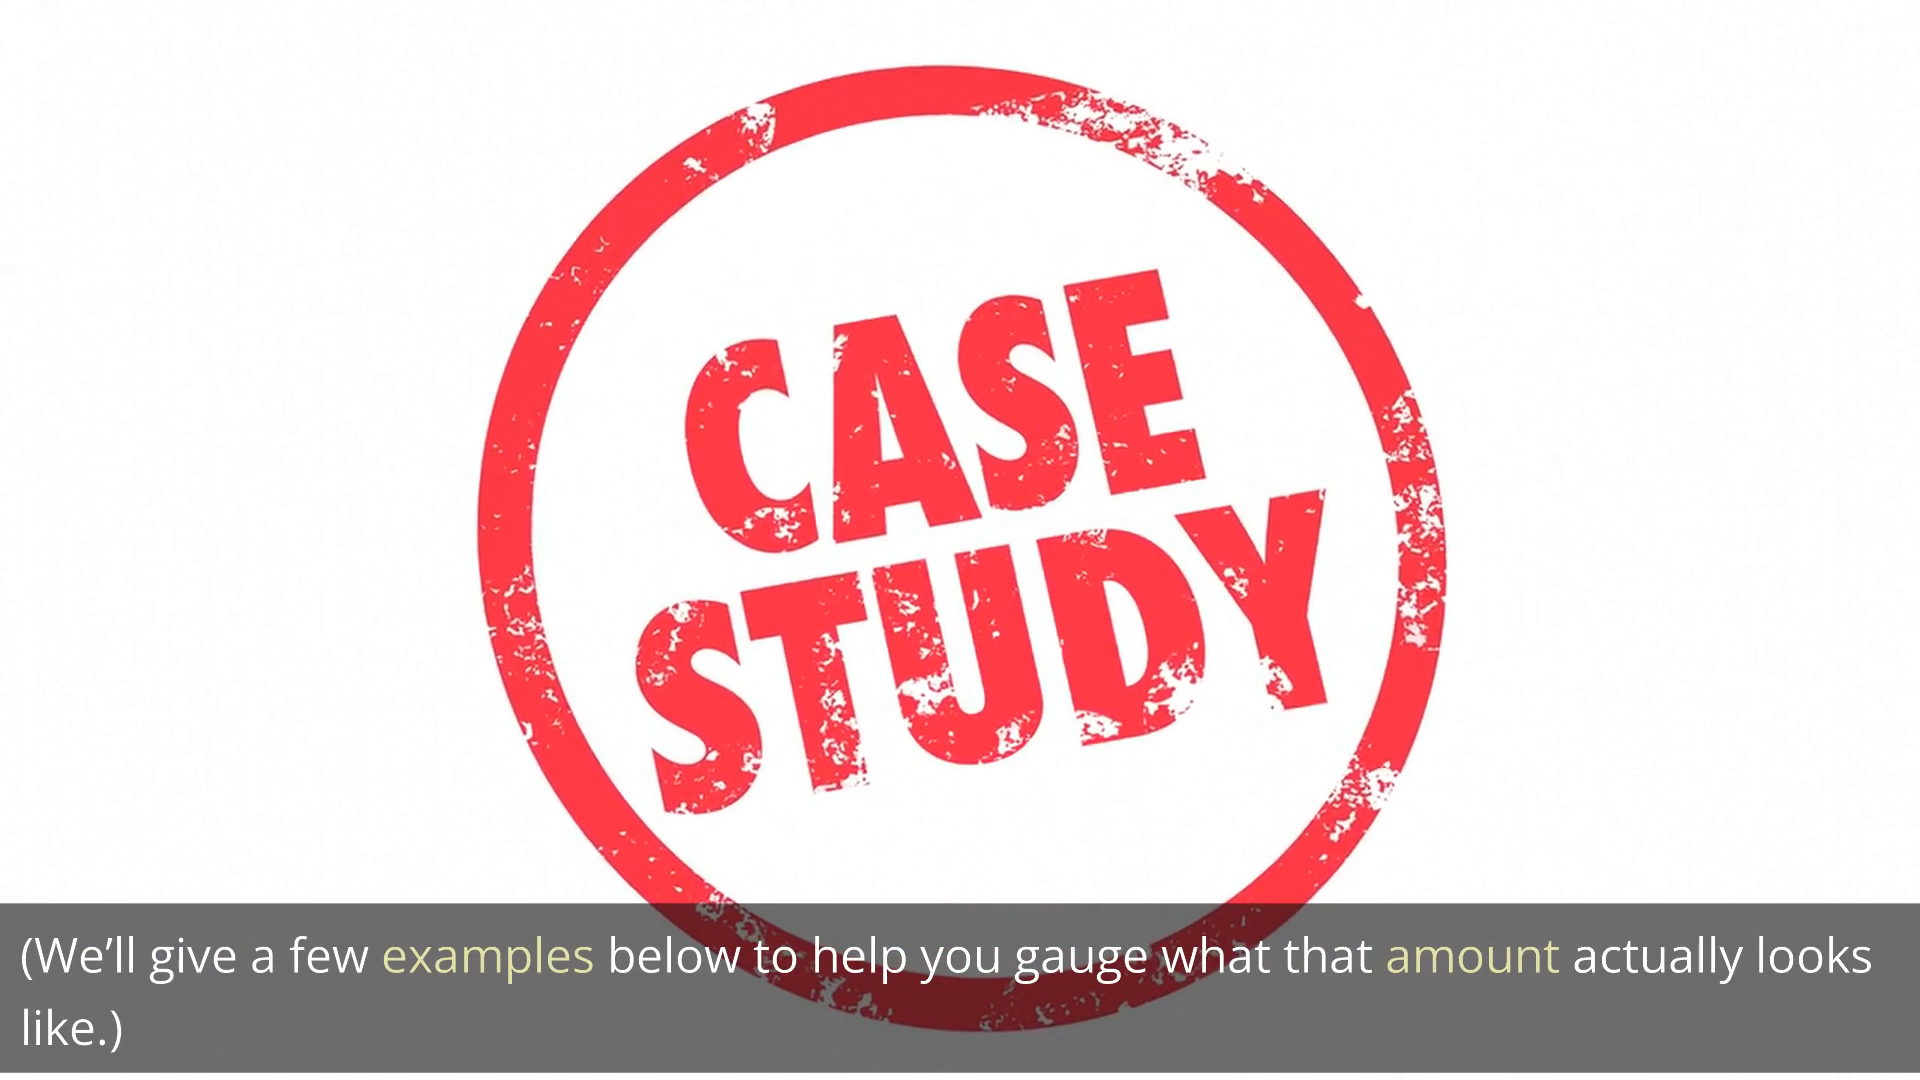 CASE
STUDY
(We’ll give a few examples below to help you gauge what that amount actually looks
like.)